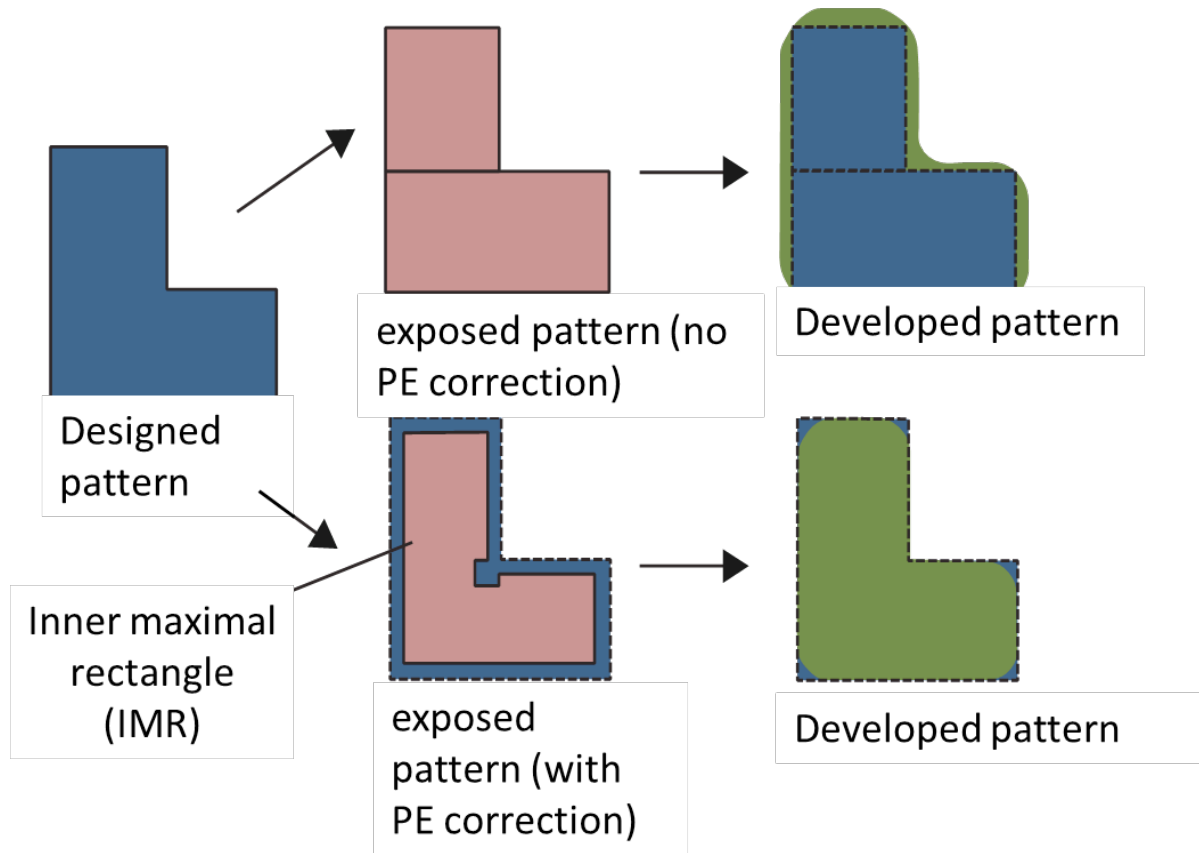 exposed pattern (no
PE correction)
Developed pattern
Designed
pattern
Inner maximal
rectangle
(IMR)
exposed
pattern (with
PE correction)
Developed pattern